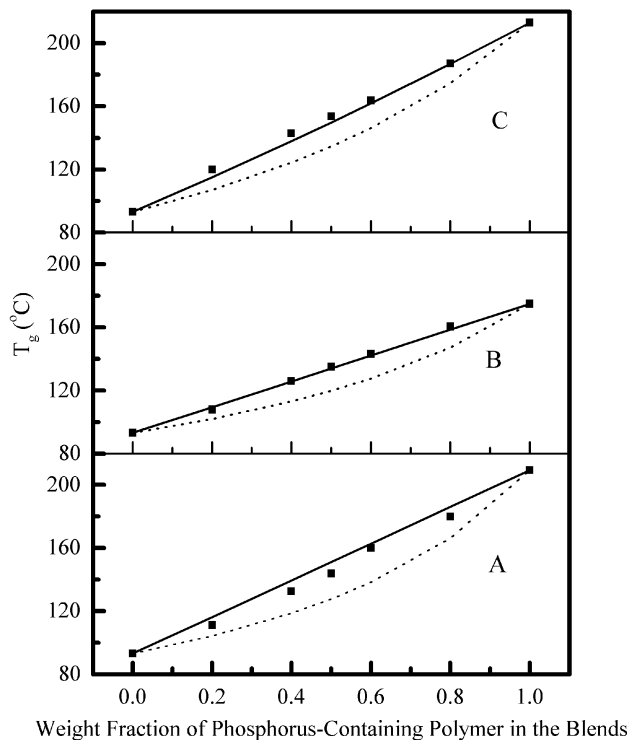 200
160
C
120
80
200
160
B
120
80
T_g (°C)
200
160
A
120
80
0.0 0.2 0.4 0.6 0.8 1.0
Weight Fraction of Phosphorus-Containing Polymer in the Blends